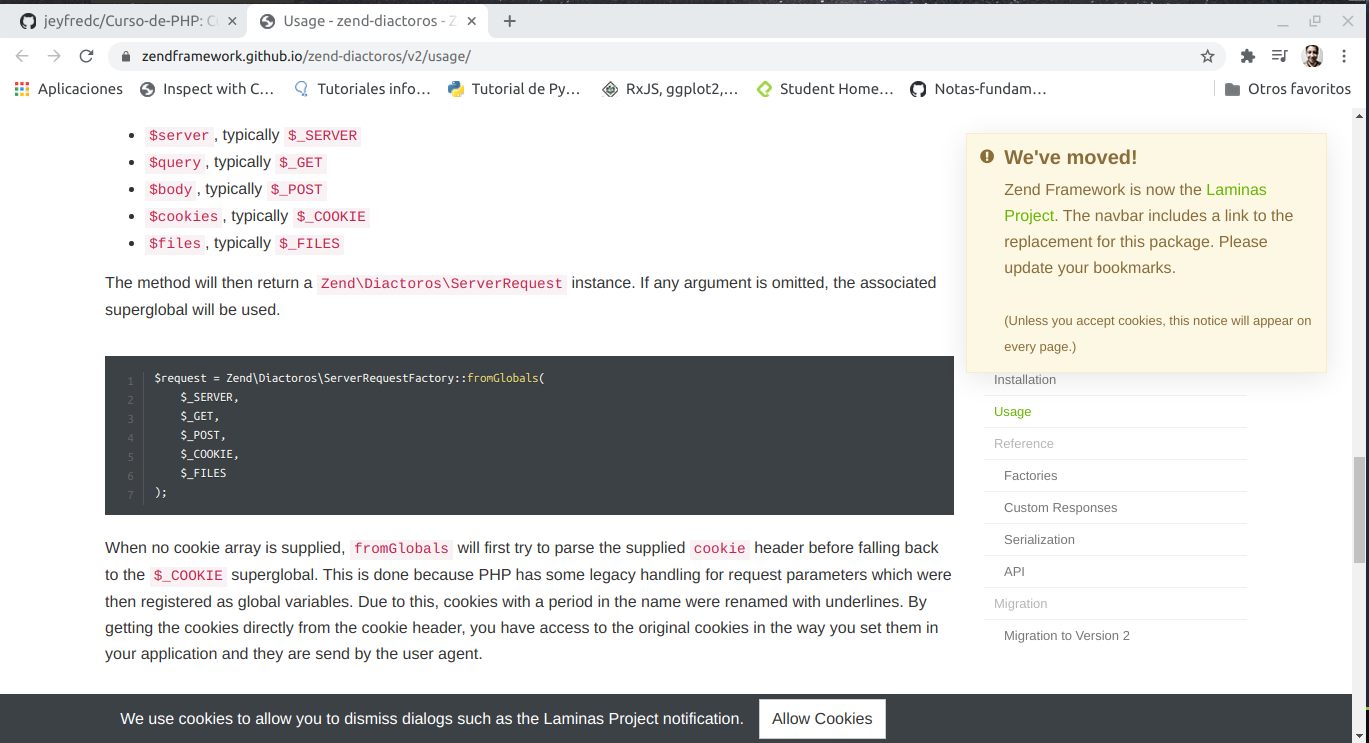 jeyfredc/Curso-de-PHP: C
Usage - zend-diactoros - Z
zendframework.github.io/zend-diactoros/v2/usage/
Aplicaciones
Inspect with C...
Tutoriales info...
Tutorial de Py...
RxJS, ggplot2,...
Student Home...
Notas-fundam...
Otros favoritos
• $server, typically $_SERVER
• $query, typically $_GET
• $body, typically $_POST
• $cookies, typically $_COOKIE
• $files, typically $_FILES
The method will then return a Zend\Diactoros\ServerRequest instance. If any argument is omitted, the associated
superglobal will be used.
1 $request = Zend\Diactoros\ServerRequestFactory::fromGlobals(
2     $_SERVER,
3     $_GET,
4     $_POST,
5     $_COOKIE,
6     $_FILES
7 );
When no cookie array is supplied, fromGlobals will first try to parse the supplied cookie header before falling back
to the $_COOKIE superglobal. This is done because PHP has some legacy handling for request parameters which were
then registered as global variables. Due to this, cookies with a period in the name were renamed with underlines. By
getting the cookies directly from the cookie header, you have access to the original cookies in the way you set them in
your application and they are send by the user agent.
We've moved!
Zend Framework is now the Laminas
Project. The navbar includes a link to the
replacement for this package. Please
update your bookmarks.
(Unless you accept cookies, this notice will appear on
every page.)
Installation
Usage
Reference
Factories
Custom Responses
Serialization
API
Migration
Migration to Version 2
We use cookies to allow you to dismiss dialogs such as the Laminas Project notification.
Allow Cookies